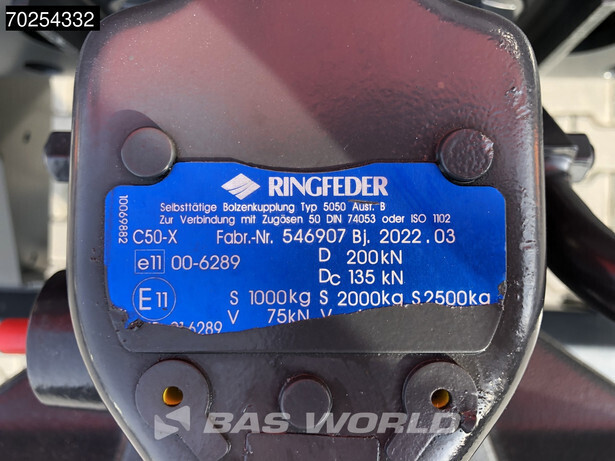 70254332
RINGFEDER
Selbsttätige Bolzenkupplung Typ 5050 Ausf. B
Zur Verbindung mit Zugösen 50 DIN 74053 oder ISO 1102
10069882
C50-X Fabr.-Nr. 546907 Bj. 2022.03
e11 00-6289 D 200kN
Dc 135 kN
E11 S 1000kg S 2000kg S 2500kg
V 75kN V
6289
BAS WORLD